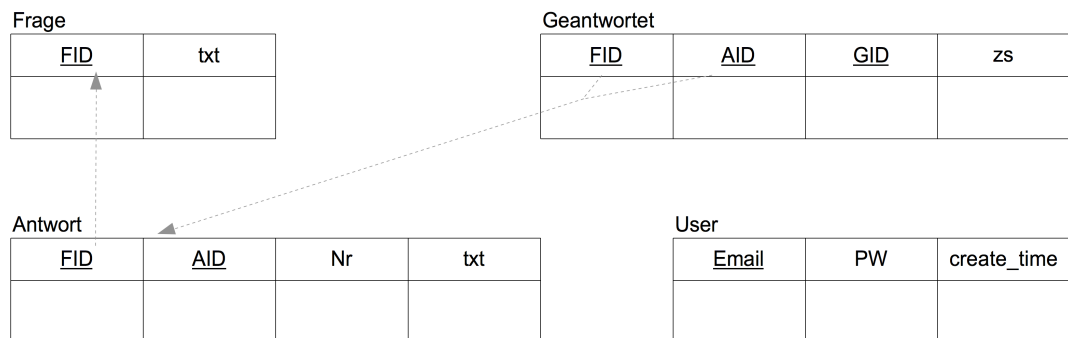 Frage
FID txt
Geantwortet
FID AID GID zs
Antwort
FID AID Nr txt
User
Email PW create_time